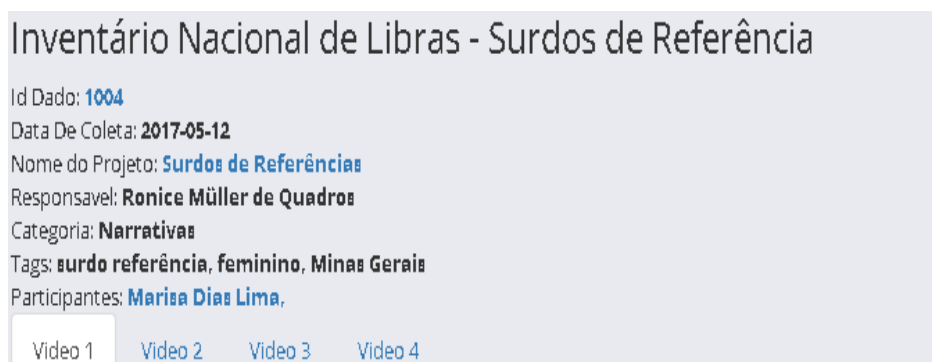 Inventário Nacional de Libras - Surdos de Referência
Id Dado: 1004
Data De Coleta: 2017-05-12
Nome do Projeto: Surdos de Referências
Responsavel: Ronice Müller de Quadros
Categoria: Narrativas
Tags: surdo referência, feminino, Minas Gerais
Participantes: Marisa Dias Lima,
Video 1 Video 2 Video 3 Video 4